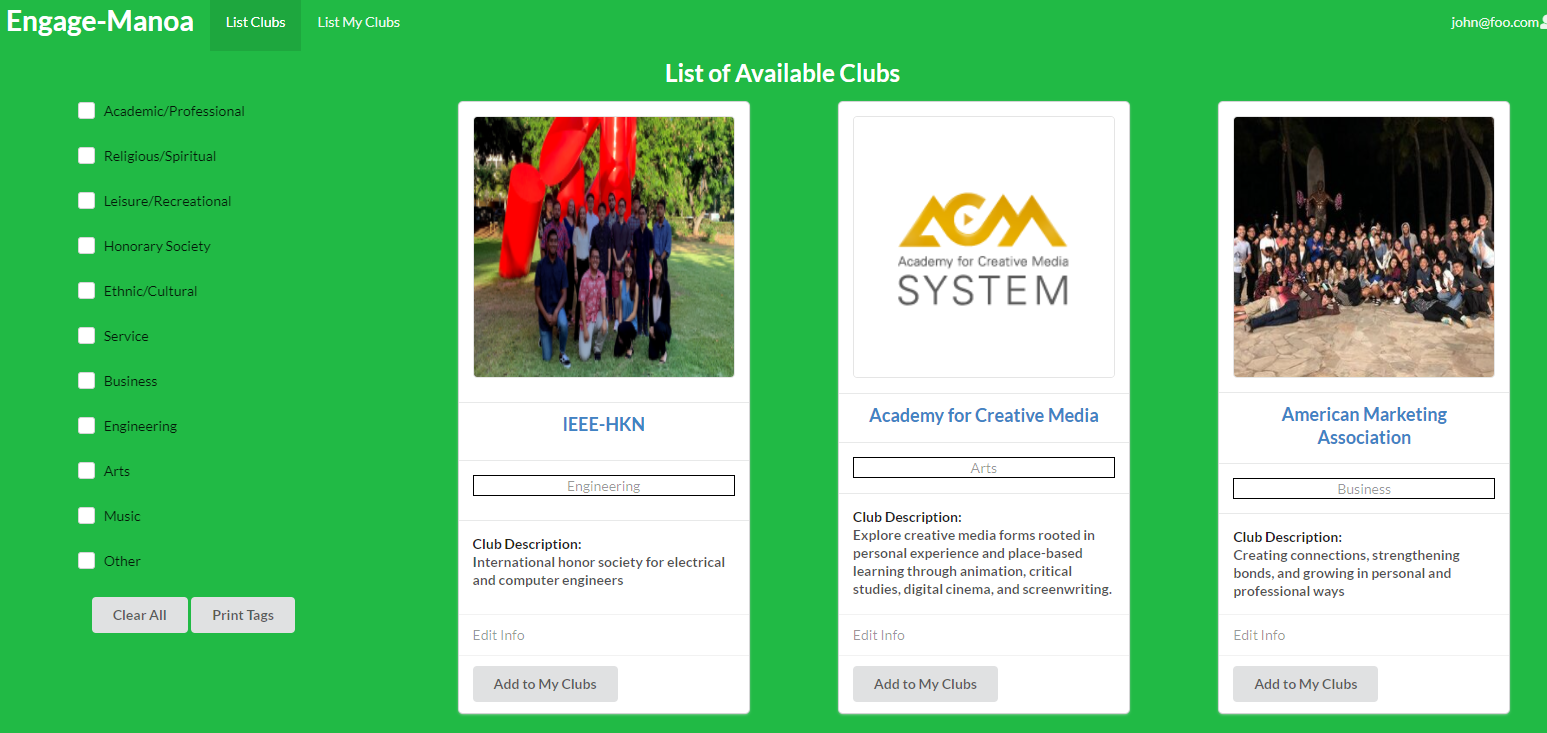 Engage-Manoa
List Clubs
List My Clubs
john@foo.com
List of Available Clubs
Academic/Professional
Religious/Spiritual
Leisure/Recreational
Honorary Society
Ethnic/Cultural
Service
Business
Engineering
Arts
Music
Other
Clear All
Print Tags
IEEE-HKN
Engineering
Club Description:
International honor society for electrical
and computer engineers
Edit Info
Add to My Clubs
ACM
Academy for Creative Media
SYSTEM
Academy for Creative Media
Arts
Club Description:
Explore creative media forms rooted in
personal experience and place-based
learning through animation, critical
studies, digital cinema, and screenwriting.
Edit Info
Add to My Clubs
American Marketing
Association
Business
Club Description:
Creating connections, strengthening
bonds, and growing in personal and
professional ways
Edit Info
Add to My Clubs